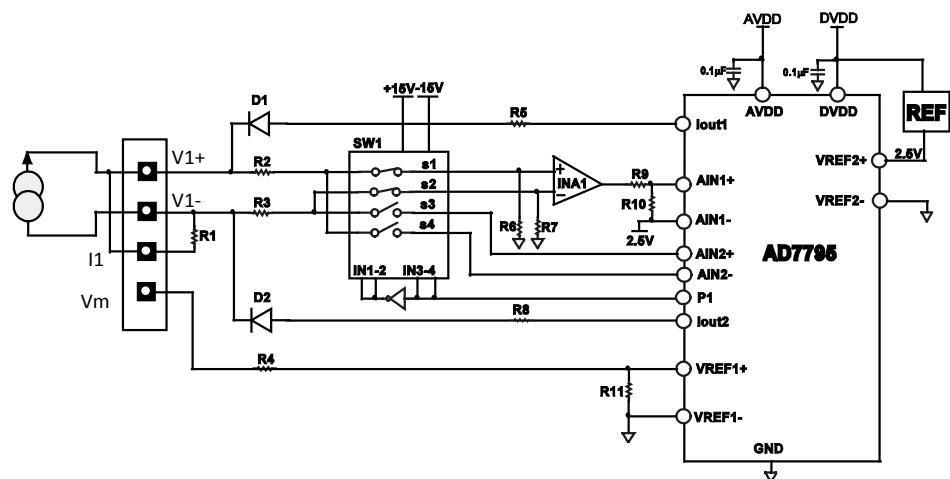 AVDD
DVDD
0.1µF
0.1µF
+15V
-15V
D1
R5
Iout1
AVDD
DVDD
REF
SW1
V1+
R2
s1
INA1
R9
AIN1+
VREF2+
2.5V
s2
V1-
R3
s3
R6
R7
R10
AIN1-
VREF2-
R1
s4
2.5V
AIN2+
AD7795
I1
IN1-2
IN3-4
AIN2-
Vm
P1
D2
R8
Iout2
R4
VREF1+
R11
VREF1-
GND